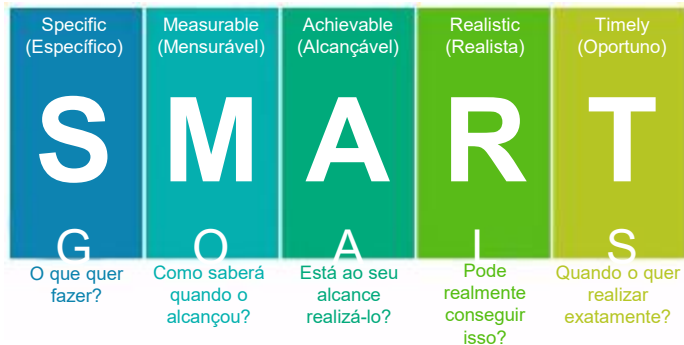 Specific
(Específico)
Measurable
(Mensurável)
Achievable
(Alcançável)
Realistic
(Realista)
Timely
(Oportuno)
S M A R T
G O A L S
O que quer
fazer?
Como saberá
quando o
alcançou?
Está ao seu
alcance
realizá-lo?
Pode
realmente
conseguir
isso?
Quando o quer
realizar
exatamente?